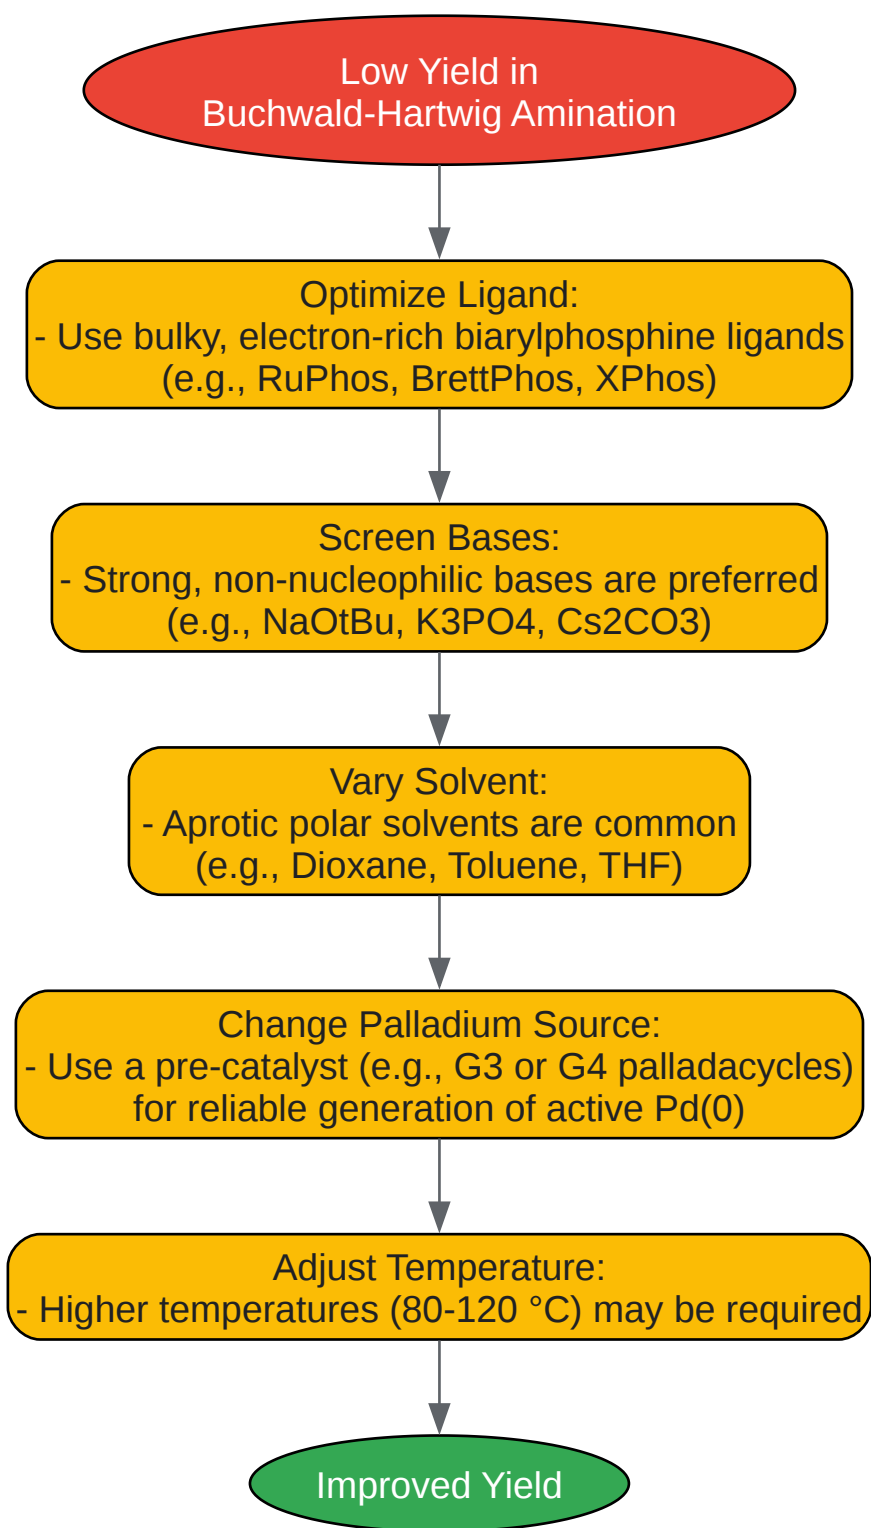 Low Yield in
Buchwald-Hartwig Amination
Optimize Ligand:
- Use bulky, electron-rich biarylphosphine ligands
(e.g., RuPhos, BrettPhos, XPhos)
Screen Bases:
- Strong, non-nucleophilic bases are preferred
(e.g., NaOtBu, K3PO4, Cs2CO3)
Vary Solvent:
- Aprotic polar solvents are common
(e.g., Dioxane, Toluene, THF)
Change Palladium Source:
- Use a pre-catalyst (e.g., G3 or G4 palladacycles)
for reliable generation of active Pd(0)
Adjust Temperature:
- Higher temperatures (80-120 °C) may be required
Improved Yield